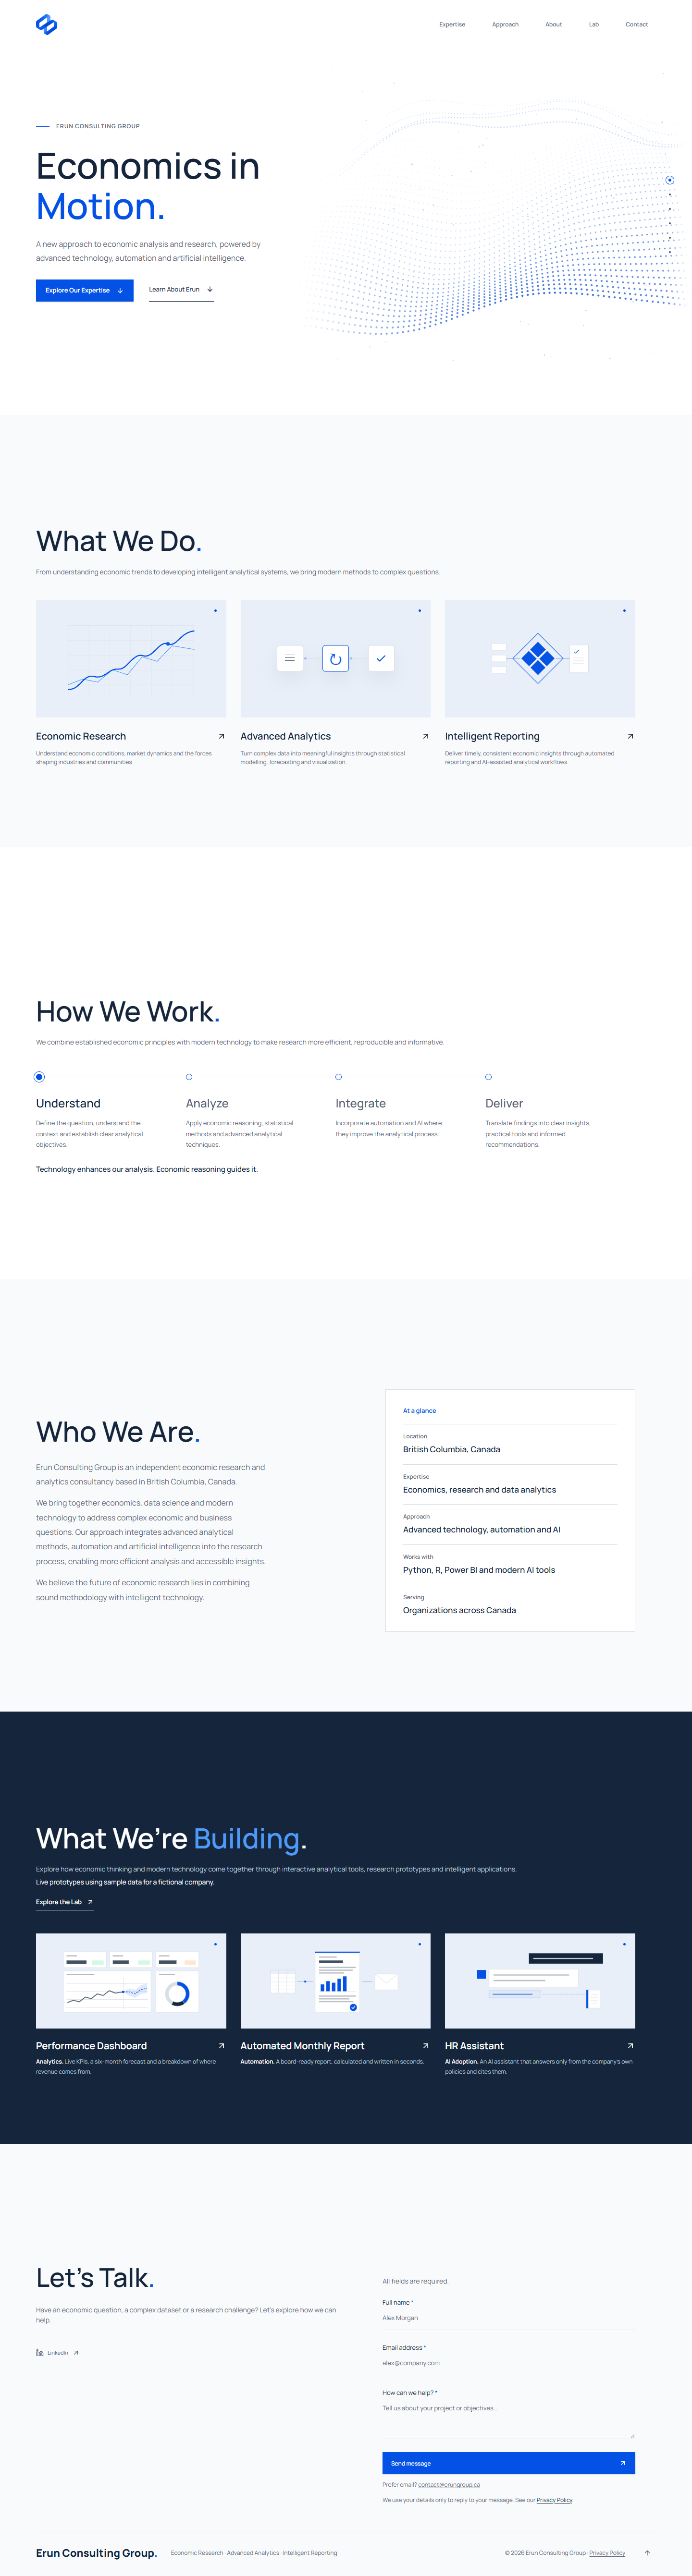 Expertise
Approach
About
Lab
Contact
ERUN CONSULTING GROUP
Economics in
Motion.
A new approach to economic analysis and research, powered by
advanced technology, automation and artificial intelligence.
Explore Our Expertise
Learn About Erun
What We Do.
From understanding economic trends to developing intelligent analytical systems, we bring modern methods to complex questions.
Economic Research
Understand economic conditions, market dynamics and the forces
shaping industries and communities.
Advanced Analytics
Turn complex data into meaningful insights through statistical
modelling, forecasting and visualization.
Intelligent Reporting
Deliver timely, consistent economic insights through automated
reporting and AI-assisted analytical workflows.
How We Work.
We combine established economic principles with modern technology to make research more efficient, reproducible and informative.
Understand
Define the question, understand the
context and establish clear analytical
objectives.
Analyze
Apply economic reasoning, statistical
methods and advanced analytical
techniques.
Integrate
Incorporate automation and AI where
they improve the analytical process.
Deliver
Translate findings into clear insights,
practical tools and informed
recommendations.
Technology enhances our analysis. Economic reasoning guides it.
Who We Are.
Erun Consulting Group is an independent economic research and
analytics consultancy based in British Columbia, Canada.
We bring together economics, data science and modern
technology to address complex economic and business
questions. Our approach integrates advanced analytical
methods, automation and artificial intelligence into the research
process, enabling more efficient analysis and accessible insights.
We believe the future of economic research lies in combining
sound methodology with intelligent technology.
At a glance
Location
British Columbia, Canada
Expertise
Economics, research and data analytics
Approach
Advanced technology, automation and AI
Works with
Python, R, Power BI and modern AI tools
Serving
Organizations across Canada
What We're Building.
Explore how economic thinking and modern technology come together through interactive analytical tools, research prototypes and intelligent applications.
Live prototypes using sample data for a fictional company.
Explore the Lab
Performance Dashboard
Analytics. Live KPIs, a six-month forecast and a breakdown of where
revenue comes from.
Automated Monthly Report
Automation. A board-ready report, calculated and written in seconds.
HR Assistant
AI Adoption. An AI assistant that answers only from the company's own
policies and cites them.
Let's Talk.
Have an economic question, a complex dataset or a research challenge? Let's explore how we can
help.
LinkedIn
All fields are required.
Full name *
Alex Morgan
Email address *
alex@company.com
How can we help? *
Tell us about your project or objectives...
Send message
Prefer email? contact@erungroup.ca
We use your details only to reply to your message. See our Privacy Policy.
Erun Consulting Group.
Economic Research · Advanced Analytics · Intelligent Reporting
© 2026 Erun Consulting Group · Privacy Policy